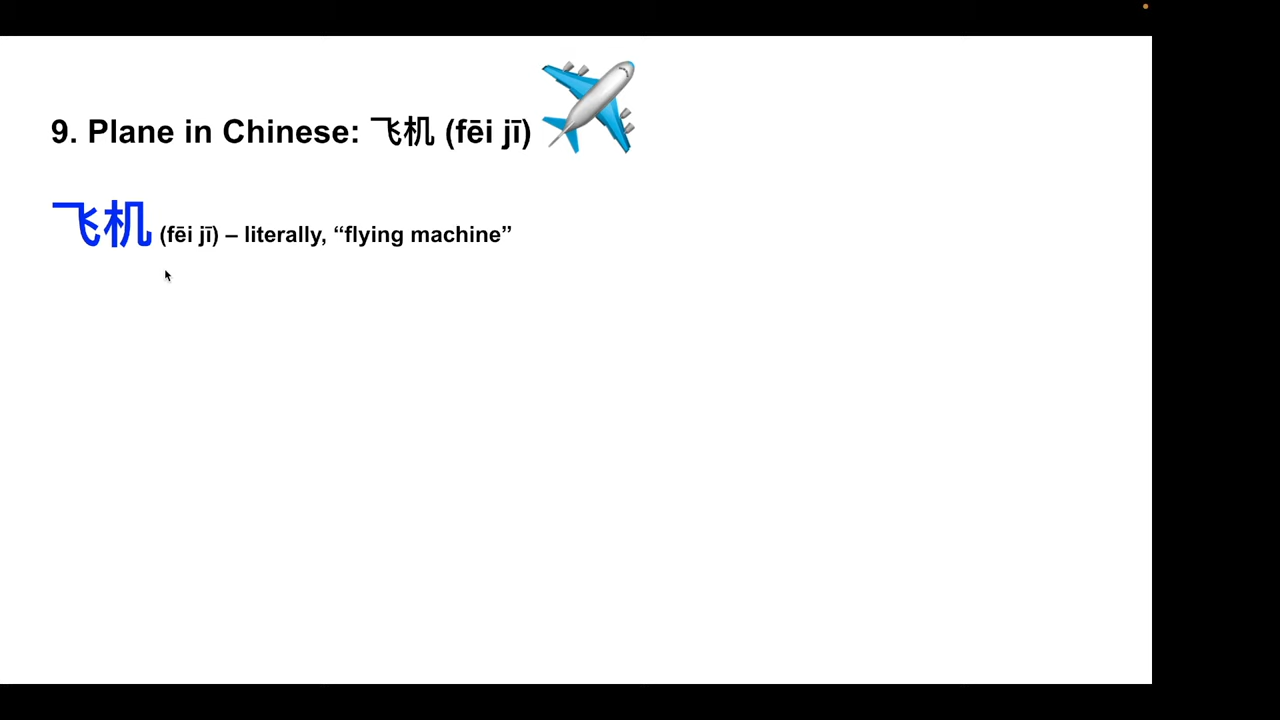 9. Plane in Chinese: 飞机 (fēi jī)
飞机 (fēi jī) – literally, “flying machine”